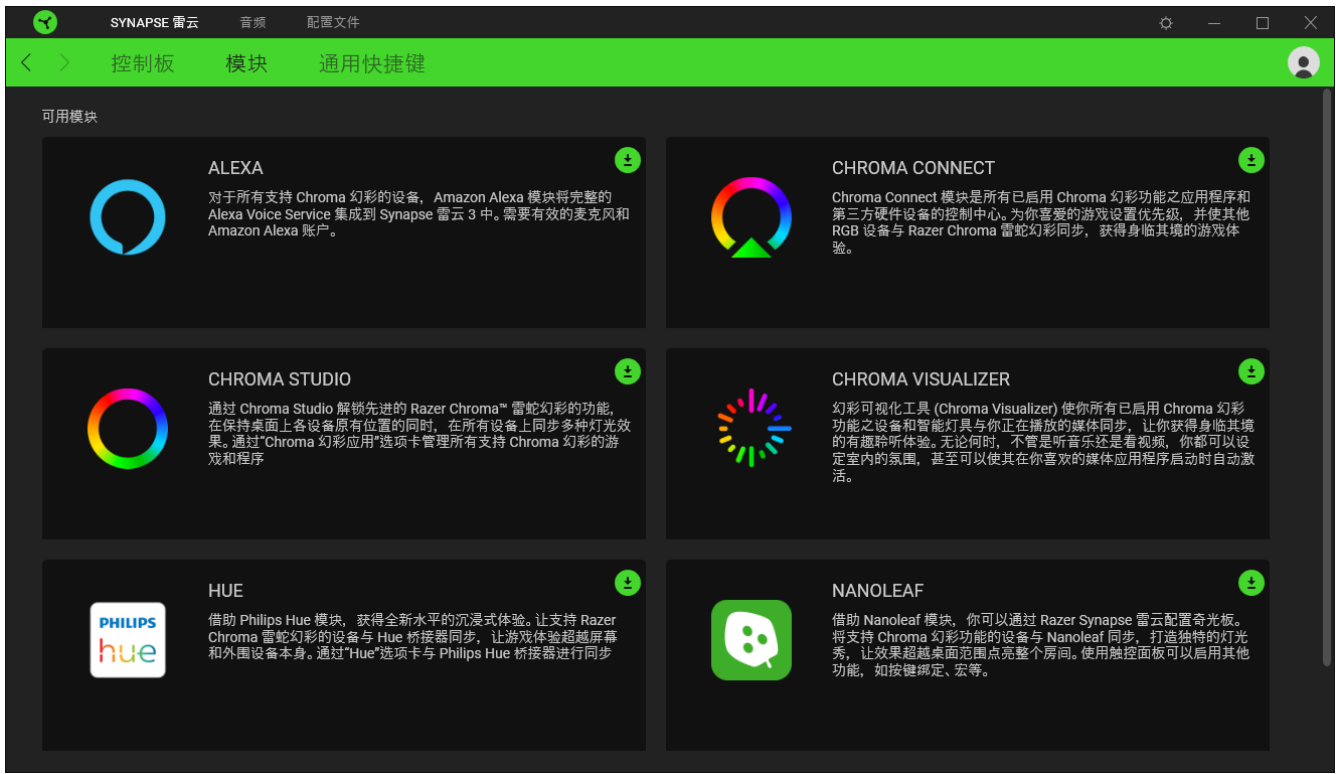 SYNAPSE 雷云 音频 配置文件
控制板 模块 通用快捷键
可用模块
ALEXA
对于所有支持 Chroma 幻彩的设备，Amazon Alexa 模块将完整的
Alexa Voice Service 集成到 Synapse 雷云 3 中。需要有效的麦克风和
Amazon Alexa 账户。
CHROMA CONNECT
Chroma Connect 模块是所有已启用 Chroma 幻彩功能之应用程序和
第三方硬件设备的控制中心。为你喜爱的游戏设置优先级，并使其他
RGB 设备与 Razer Chroma 雷蛇幻彩同步，获得身临其境的游戏体
验。
CHROMA STUDIO
通过 Chroma Studio 解锁先进的 Razer Chroma™ 雷蛇幻彩的功能，
在保持桌面上各设备原有位置的同时，在所有设备上同步多种灯光效
果。通过“Chroma 幻彩应用”选项卡管理所有支持 Chroma 幻彩的游
戏和程序
CHROMA VISUALIZER
幻彩可视化工具 (Chroma Visualizer) 使你所有已启用 Chroma 幻彩
功能之设备和智能灯具与你正在播放的媒体同步，让你获得身临其境
的有趣聆听体验。无论何时，不管是听音乐还是看视频，你都可以设
定室内的氛围，甚至可以使其在你喜欢的媒体应用程序启动时自动激
活。
PHILIPS
hue
HUE
借助 Philips Hue 模块，获得全新水平的沉浸式体验。让支持 Razer
Chroma 雷蛇幻彩的设备与 Hue 桥接器同步，让游戏体验超越屏幕
和外围设备本身。通过“Hue”选项卡与 Philips Hue 桥接器进行同步
NANOLEAF
借助 Nanoleaf 模块，你可以通过 Razer Synapse 雷云配置奇光板。
将支持 Chroma 幻彩功能的设备与 Nanoleaf 同步，打造独特的灯光
秀，让效果超越桌面范围点亮整个房间。使用触控面板可以启用其他
功能，如按键绑定、宏等。